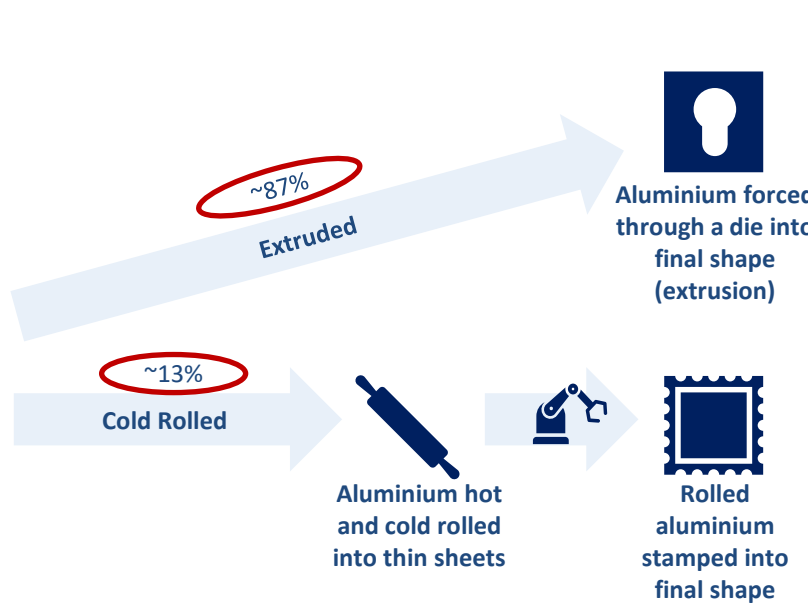 ~87%
Extruded
Aluminium forced
through a die into
final shape
(extrusion)
~13%
Cold Rolled
Aluminium hot
and cold rolled
into thin sheets
Rolled
aluminium
stamped into
final shape